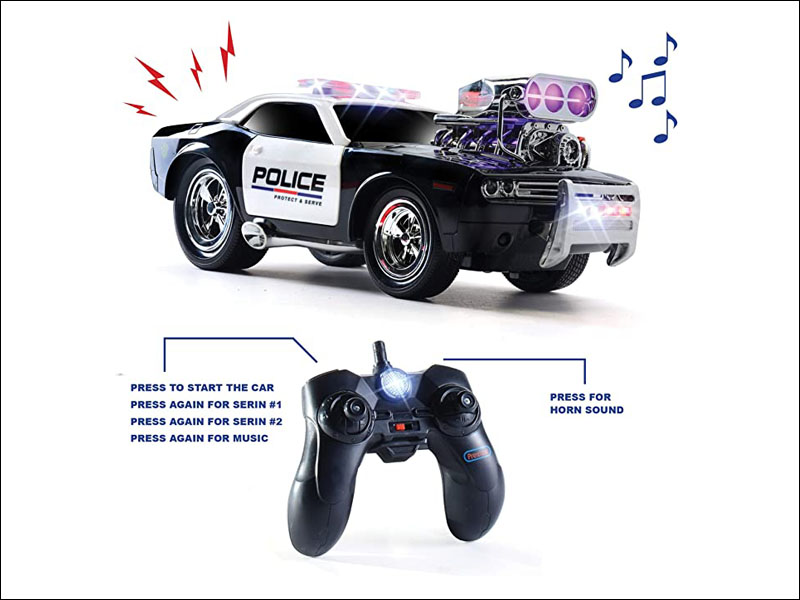 POLICE
PROTECT & SERVE
PRESS TO START THE CAR
PRESS AGAIN FOR SERIN #1
PRESS AGAIN FOR SERIN #2
PRESS AGAIN FOR MUSIC
PRESS FOR
HORN SOUND